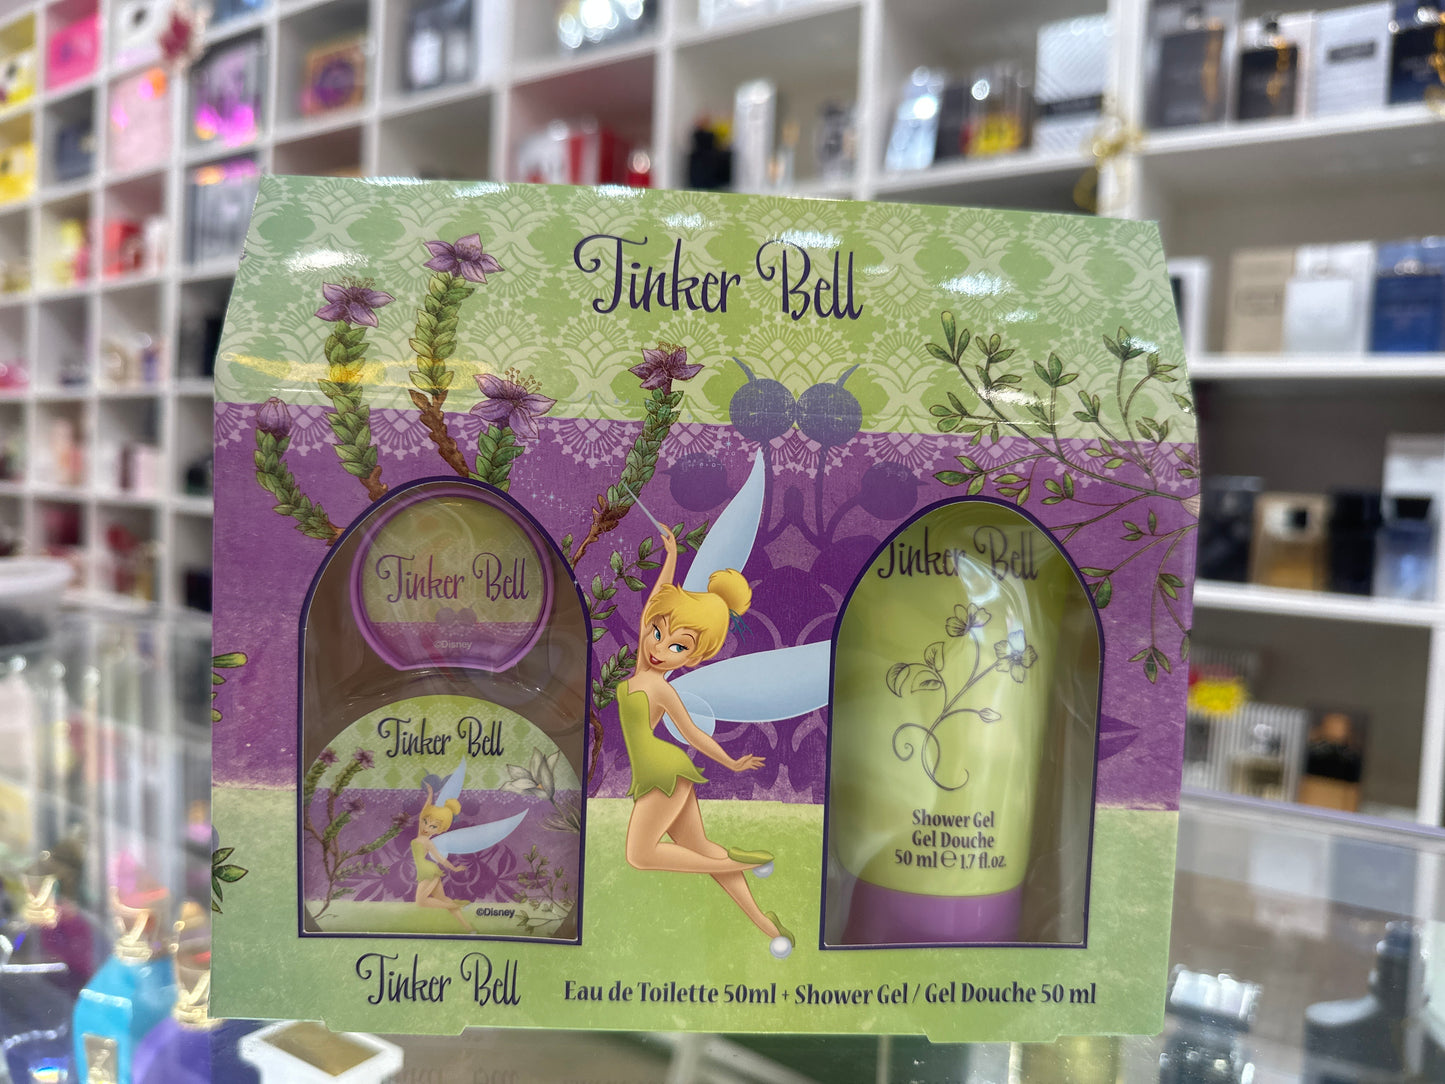 Tinker Bell
Tinker Bell
©Disney
Tinker Bell
©Disney
Tinker Bell
Shower Gel
Gel Douche
50 ml ℮ 1.7 fl.oz.
Tinker Bell
Eau de Toilette 50ml + Shower Gel / Gel Douche 50 ml